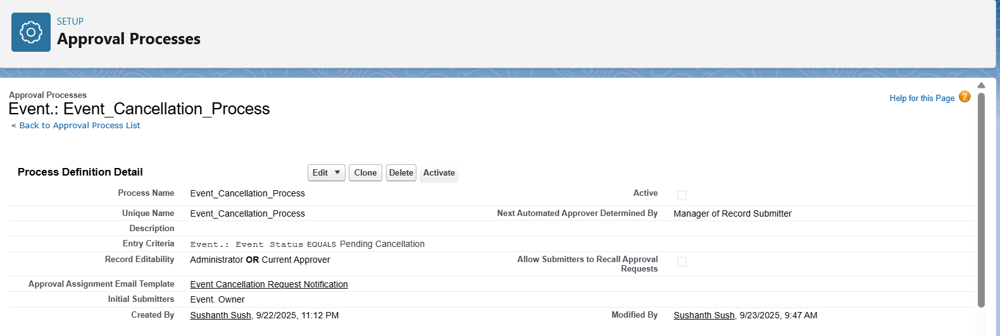 SETUP
Approval Processes
Approval Processes
Event.: Event_Cancellation_Process
« Back to Approval Process List
Help for this Page ?
Process Definition Detail
Edit ▼ Clone Delete Activate
Process Name Event_Cancellation_Process Active
Unique Name Event_Cancellation_Process Next Automated Approver Determined By Manager of Record Submitter
Description
Entry Criteria Event.: Event Status EQUALS Pending Cancellation
Record Editability Administrator OR Current Approver Allow Submitters to Recall Approval
Requests
Approval Assignment Email Template Event Cancellation Request Notification
Initial Submitters Event. Owner
Created By Sushanth Sush, 9/22/2025, 11:12 PM Modified By Sushanth Sush, 9/23/2025, 9:47 AM